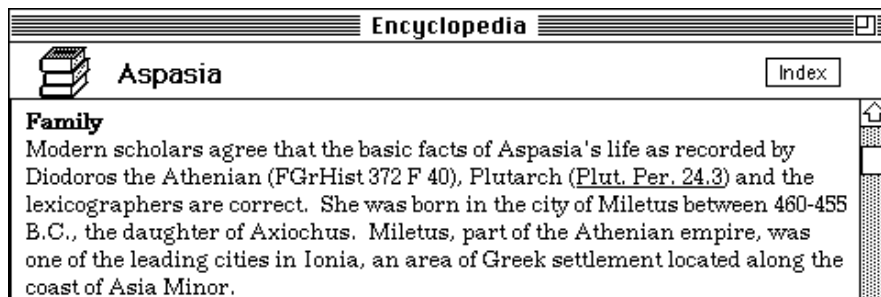 Encyclopedia
Aspasia
Index
Family
Modern scholars agree that the basic facts of Aspasia's life as recorded by
Diodoros the Athenian (FGrHist 372 F 40), Plutarch (Plut. Per. 24.3) and the
lexicographers are correct.  She was born in the city of Miletus between 460-455
B.C., the daughter of Axiochus.  Miletus, part of the Athenian empire, was
one of the leading cities in Ionia, an area of Greek settlement located along the
coast of Asia Minor.